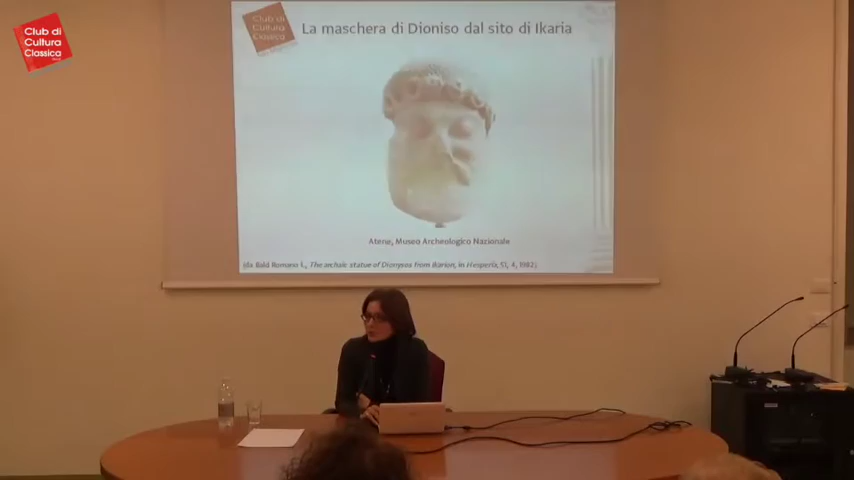 Club di
Cultura
Classica
Club di
Cultura
Classica
La maschera di Dioniso dal sito di Ikaria
Atene, Museo Archeologico Nazionale
(da Bald Romano I., The archaic statue of Dionysos from Ikarion, in Hesperia, 51, 4, 1982)